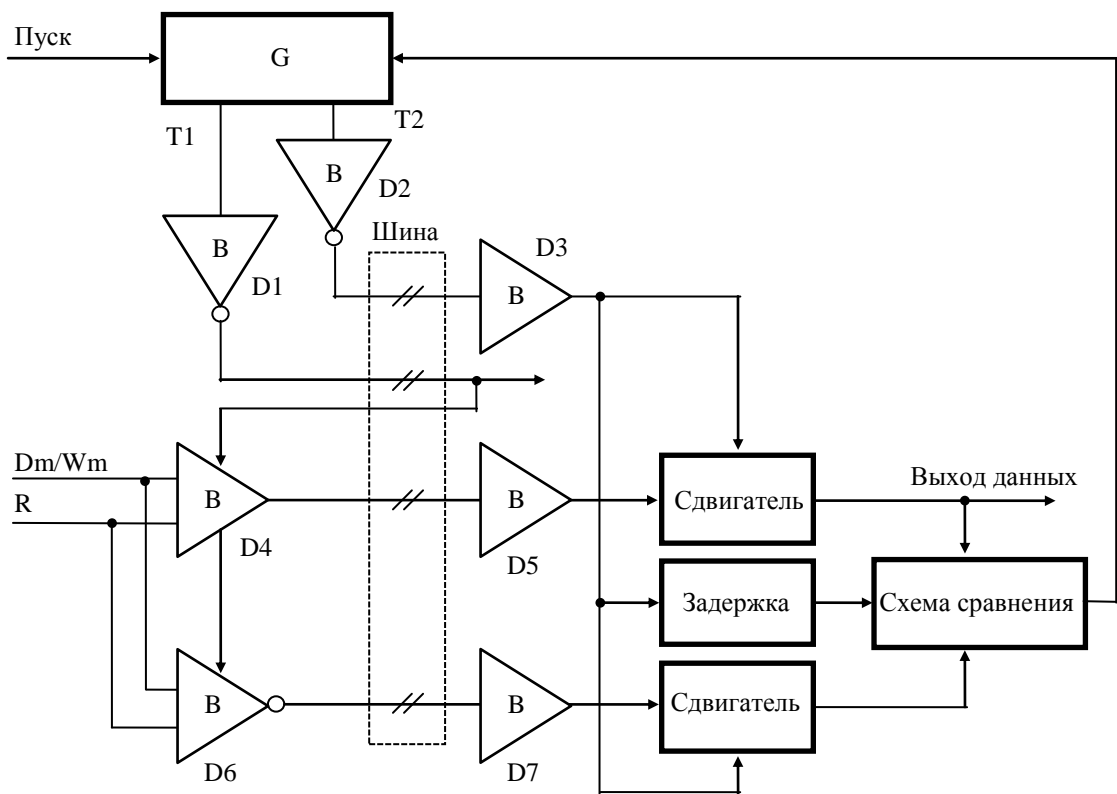 Пуск
G
T1
T2
B
D2
B
D1
Шина
D3
B
Dm/Wm
R
B
D4
B
D5
Сдвигатель
Выход данных
Задержка
Схема сравнения
B
D6
B
D7
Сдвигатель